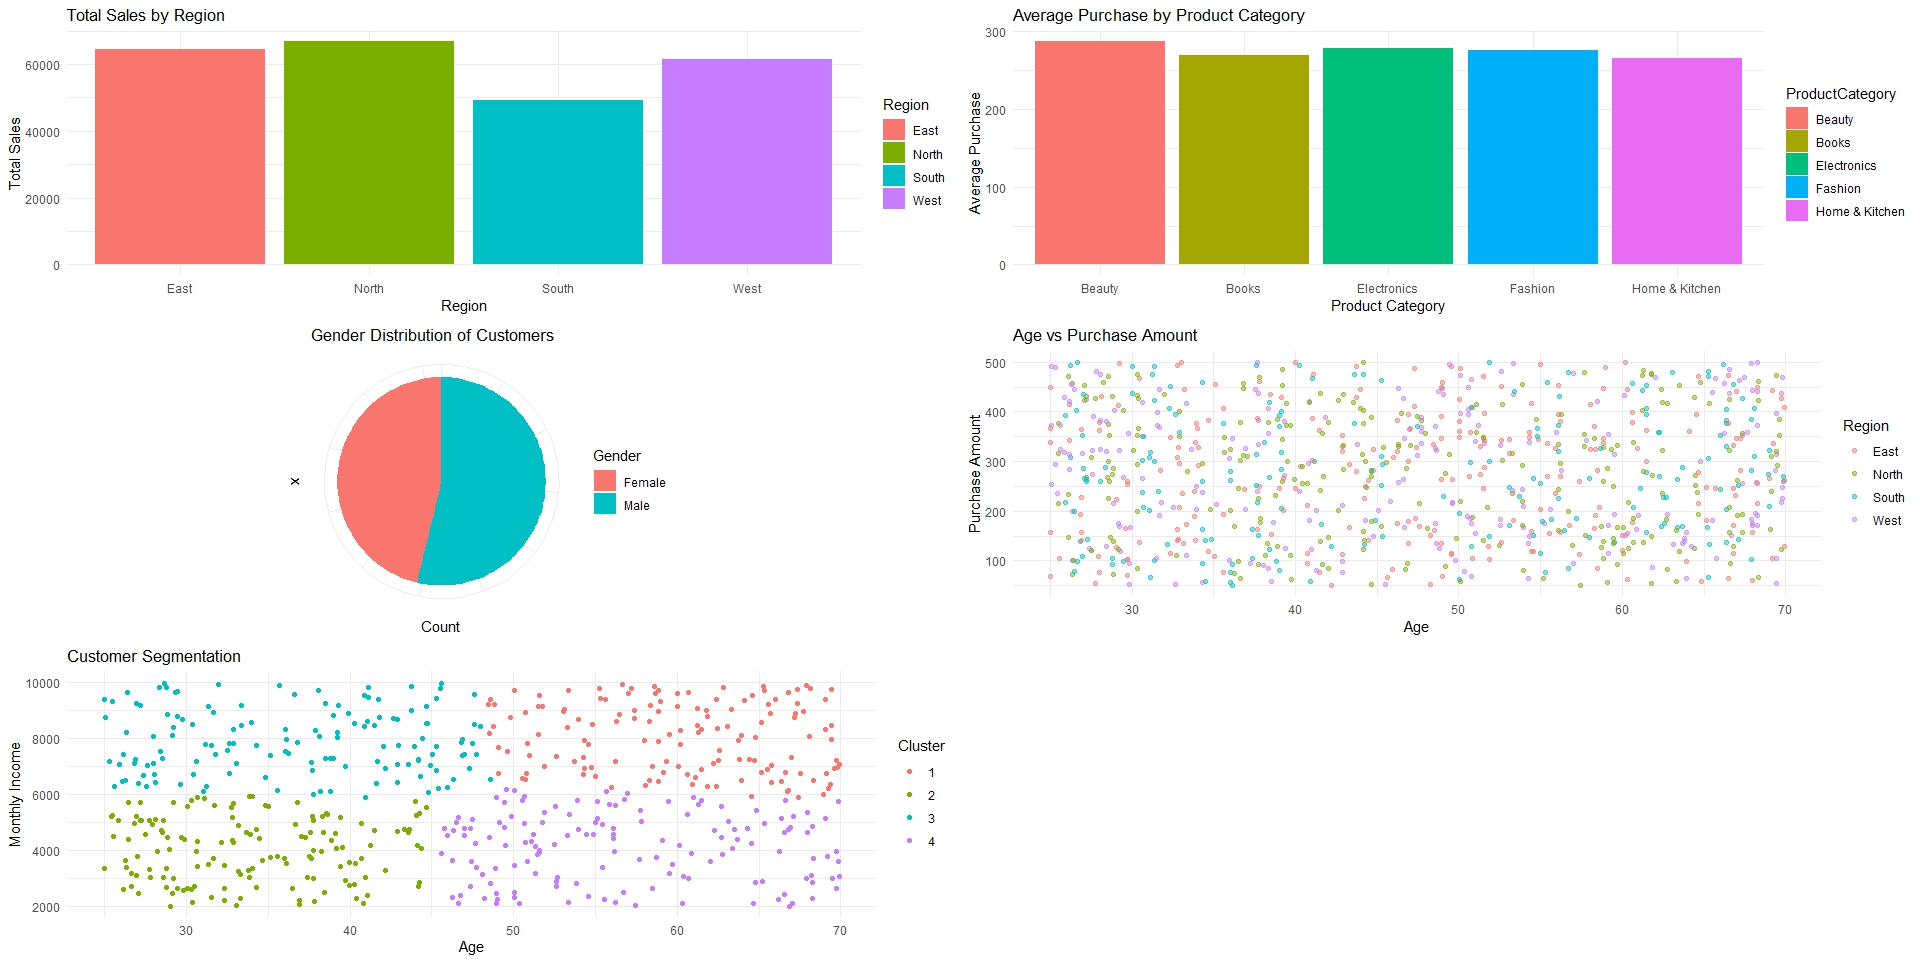 Total Sales by Region
Total Sales
60000
40000
20000
0
East
North
South
West
Region
Region
East
North
South
West
Average Purchase by Product Category
Average Purchase
300
200
100
0
Beauty
Books
Electronics
Fashion
Home & Kitchen
Product Category
ProductCategory
Beauty
Books
Electronics
Fashion
Home & Kitchen
Gender Distribution of Customers
x
Count
Gender
Female
Male
Age vs Purchase Amount
Purchase Amount
500
400
300
200
100
30
40
50
60
70
Age
Region
East
North
South
West
Customer Segmentation
Monthly Income
10000
8000
6000
4000
2000
30
40
50
60
70
Age
Cluster
1
2
3
4